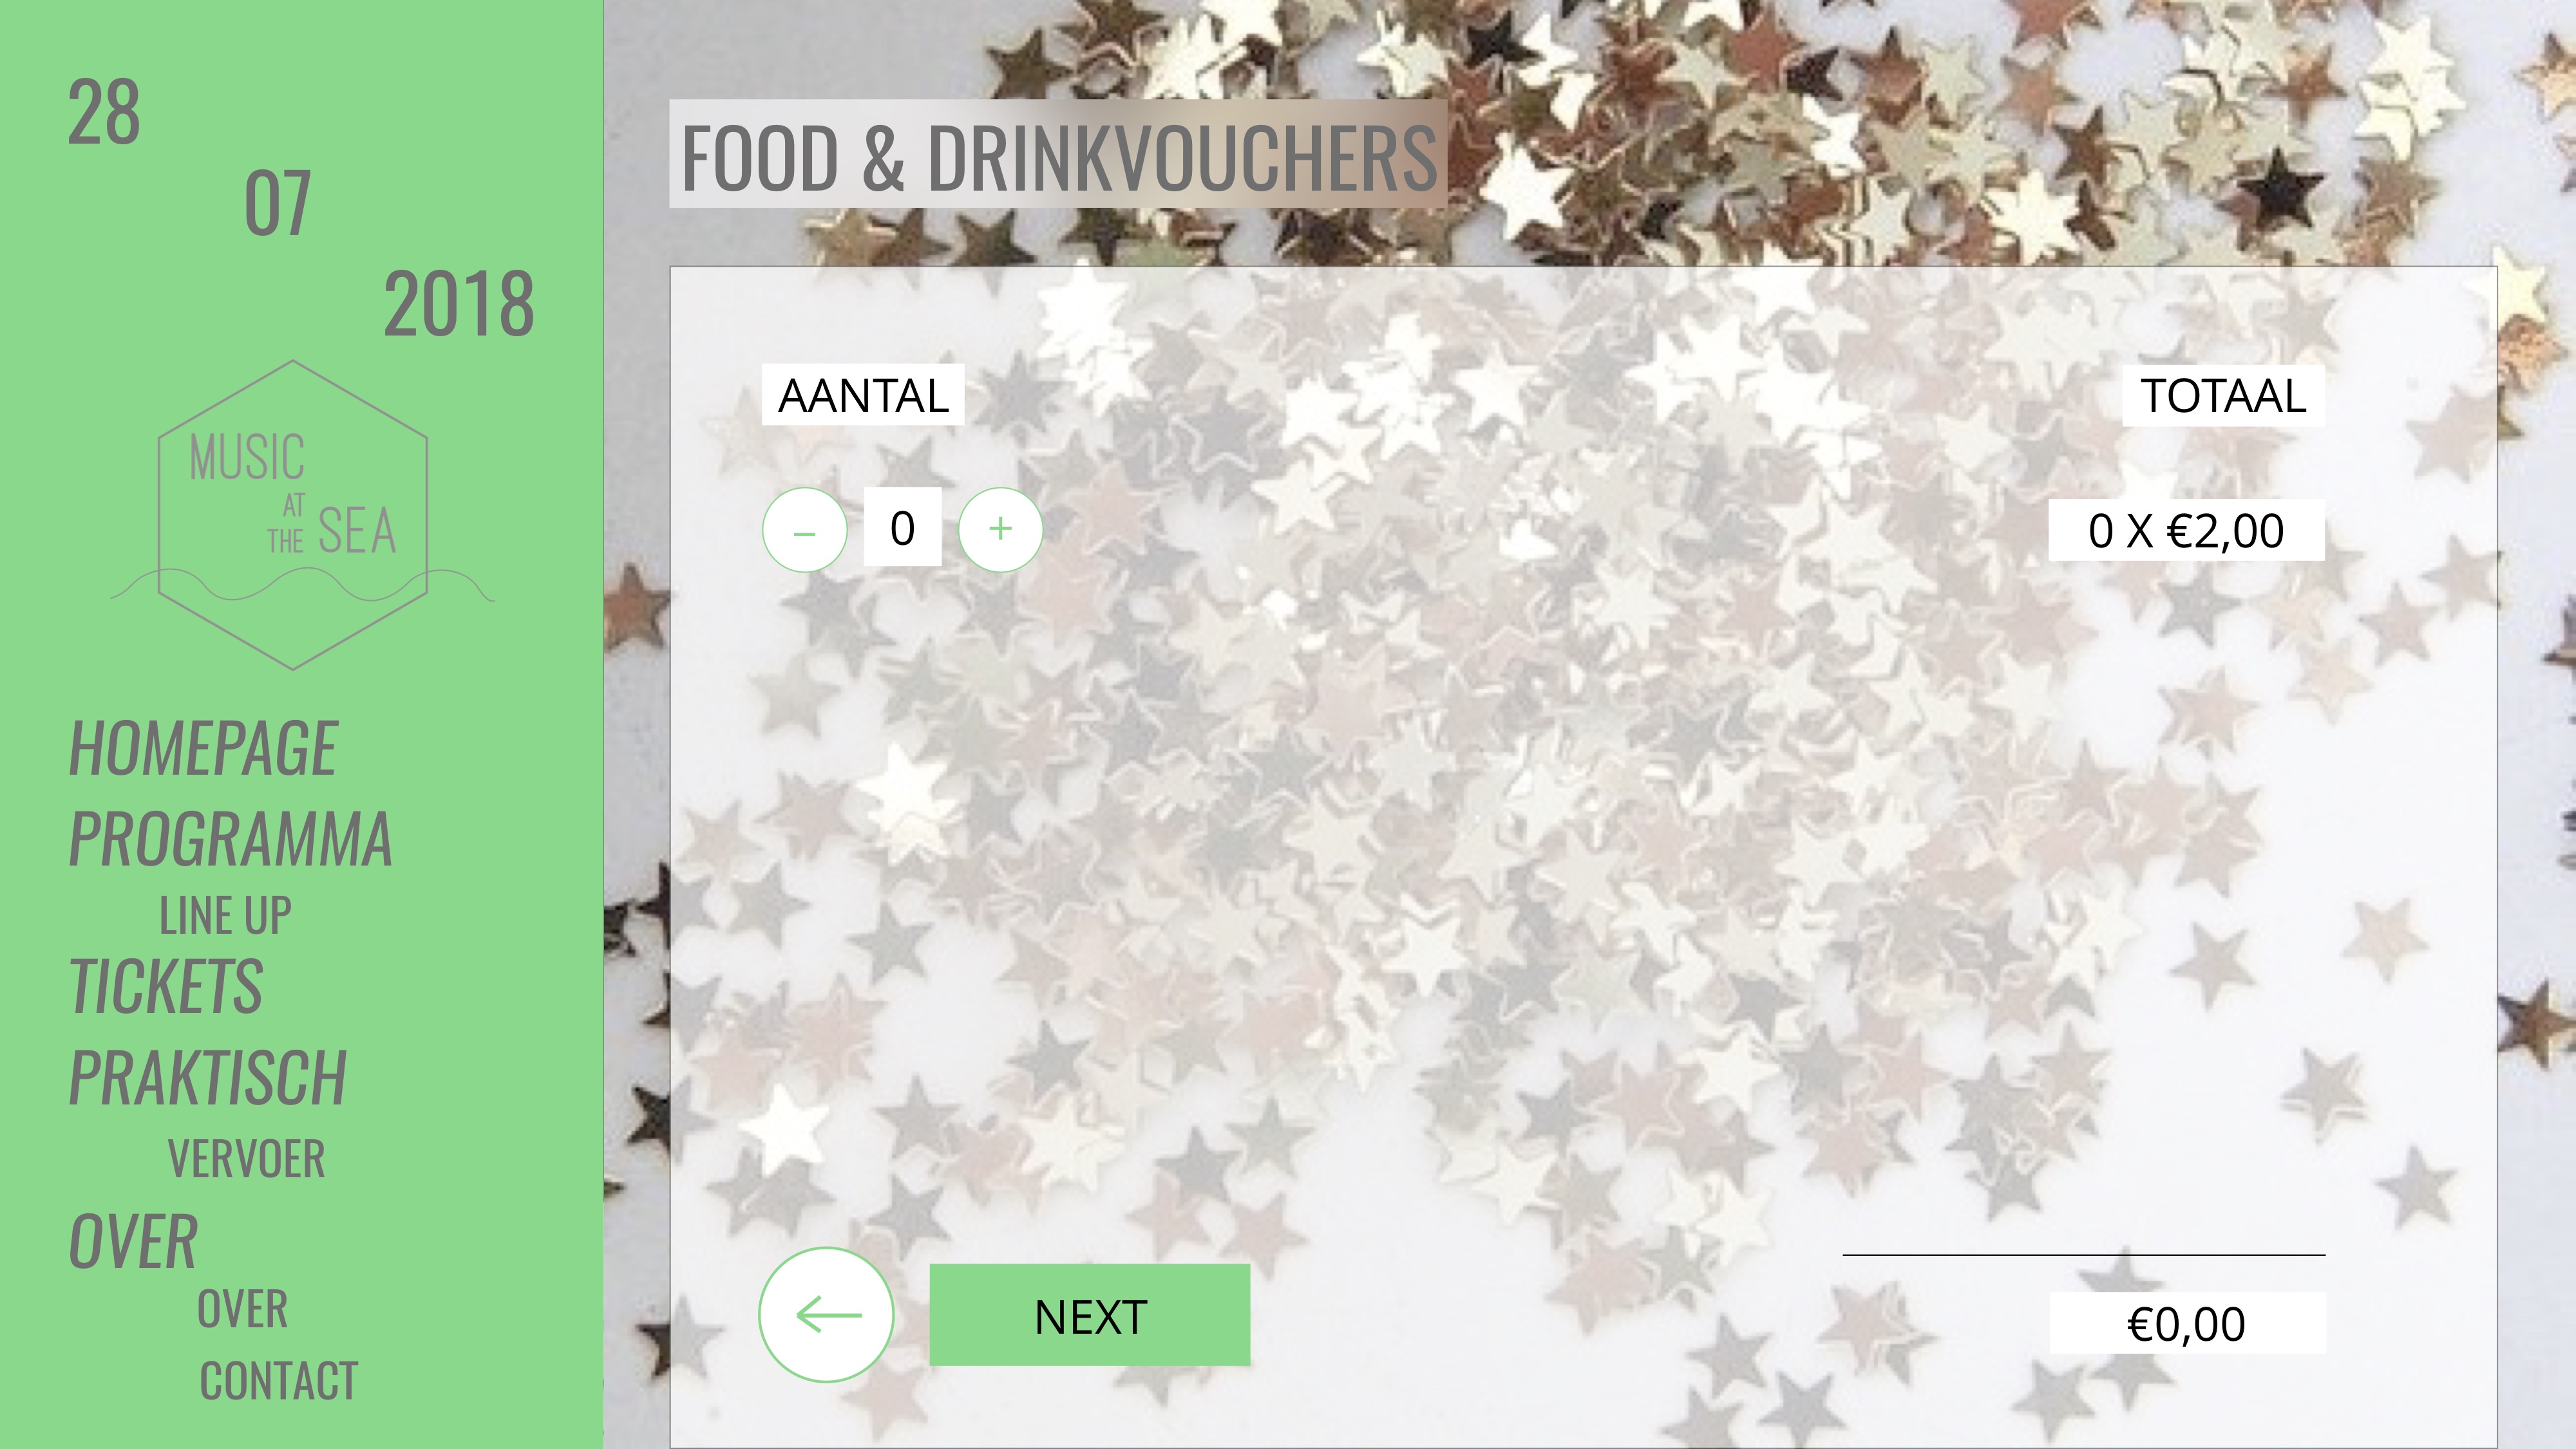 28
07
2018
MUSIC
AT
THE SEA
HOMEPAGE
PROGRAMMA
LINE UP
TICKETS
PRAKTISCH
VERVOER
OVER
OVER
CONTACT
FOOD & DRINKVOUCHERS
AANTAL
TOTAAL
– 0 +
0 X €2,00
NEXT
€0,00